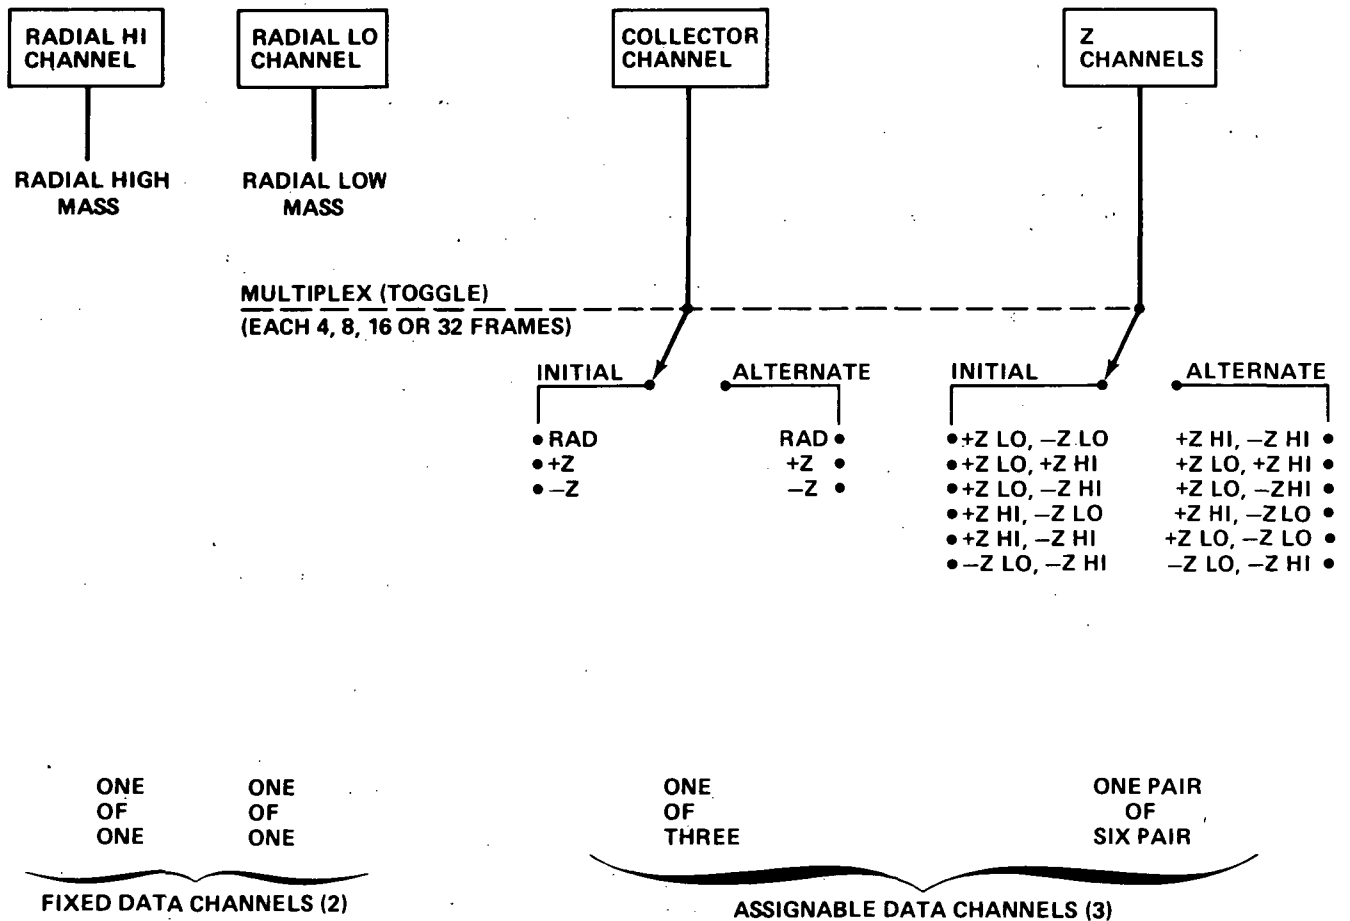 RADIAL HI
CHANNEL
RADIAL LO
CHANNEL
COLLECTOR
CHANNEL
Z
CHANNELS
RADIAL HIGH
MASS
RADIAL LOW
MASS
MULTIPLEX (TOGGLE)
(EACH 4, 8, 16 OR 32 FRAMES)
INITIAL
• RAD
• +Z
• –Z
ALTERNATE
RAD •
+Z •
–Z •
INITIAL
• +Z LO, –Z LO
• +Z LO, +Z HI
• +Z LO, –Z HI
• +Z HI, –Z LO
• +Z HI, –Z HI
• –Z LO, –Z HI
ALTERNATE
+Z HI, –Z HI •
+Z LO, +Z HI •
+Z LO, –ZHI •
+Z HI, –ZLO •
+Z LO, –Z LO •
–Z LO, –Z HI •
ONE
OF
ONE
ONE
OF
ONE
ONE
OF
THREE
ONE PAIR
OF
SIX PAIR
FIXED DATA CHANNELS (2)
ASSIGNABLE DATA CHANNELS (3)